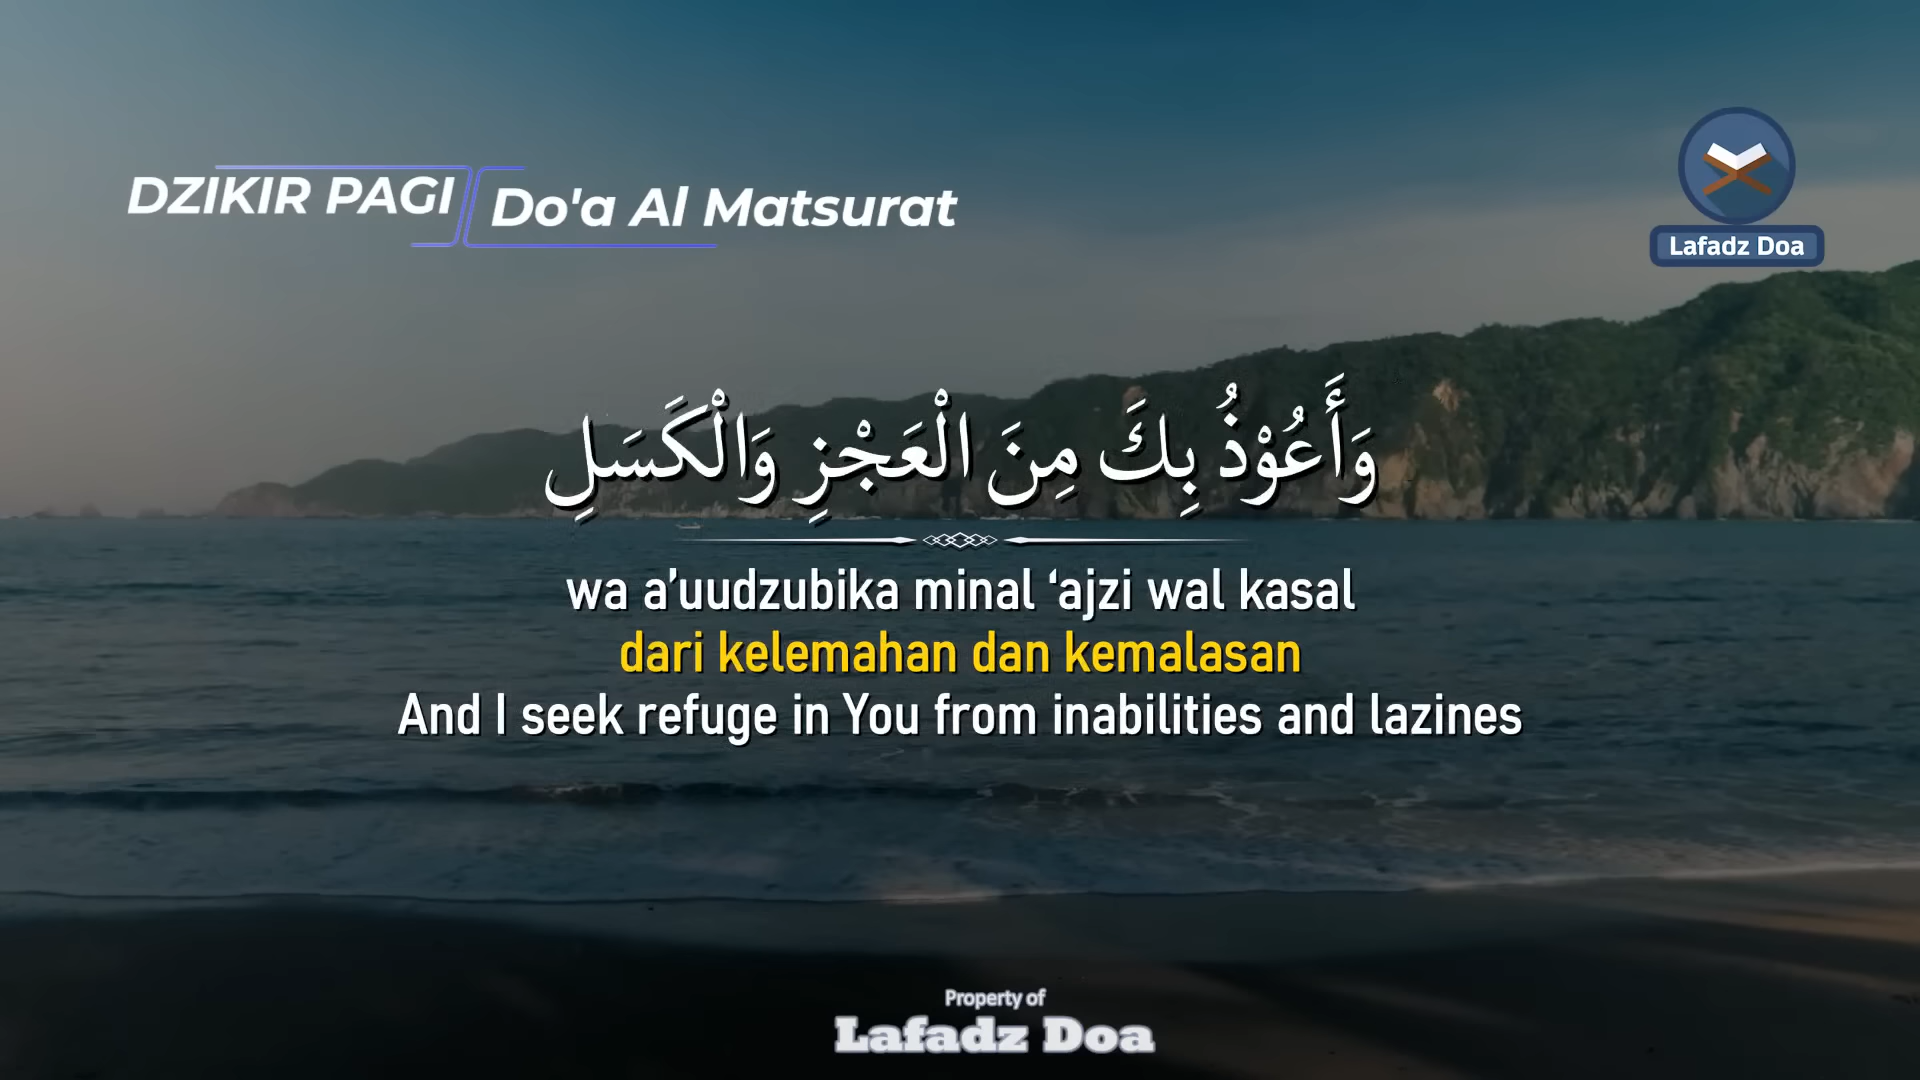 DZIKIR PAGI
Do'a Al Matsurat
Lafadz Doa
وَأَعُوْذُ بِكَ مِنَ الْعَجْزِ وَالْكَسَلِ
wa a’uudzubika minal ‘ajzi wal kasal
dari kelemahan dan kemalasan
And I seek refuge in You from inabilities and lazines
Property of
Lafadz Doa